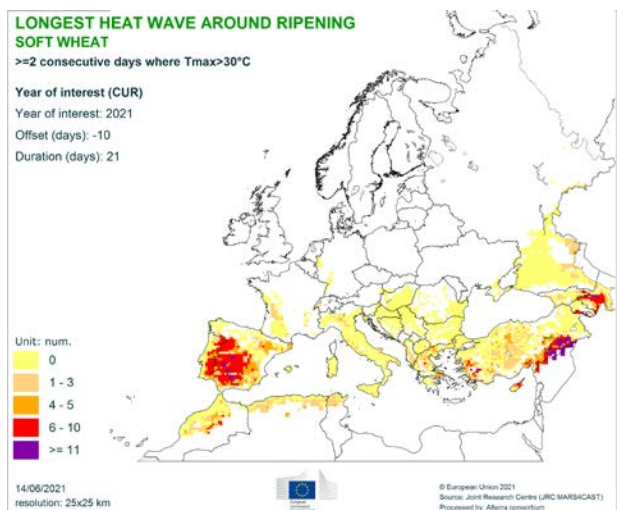 LONGEST HEAT WAVE AROUND RIPENING
SOFT WHEAT
>=2 consecutive days where Tmax>30°C
Year of interest (CUR)
Year of interest: 2021
Offset (days): -10
Duration (days): 21
Unit: num.
0
1 - 3
4 - 5
6 - 10
>= 11
14/06/2021
resolution: 25x25 km
© European Union 2021
Source: Joint Research Centre (JRC MARS4CAST)
Processed by: Alterra consortium